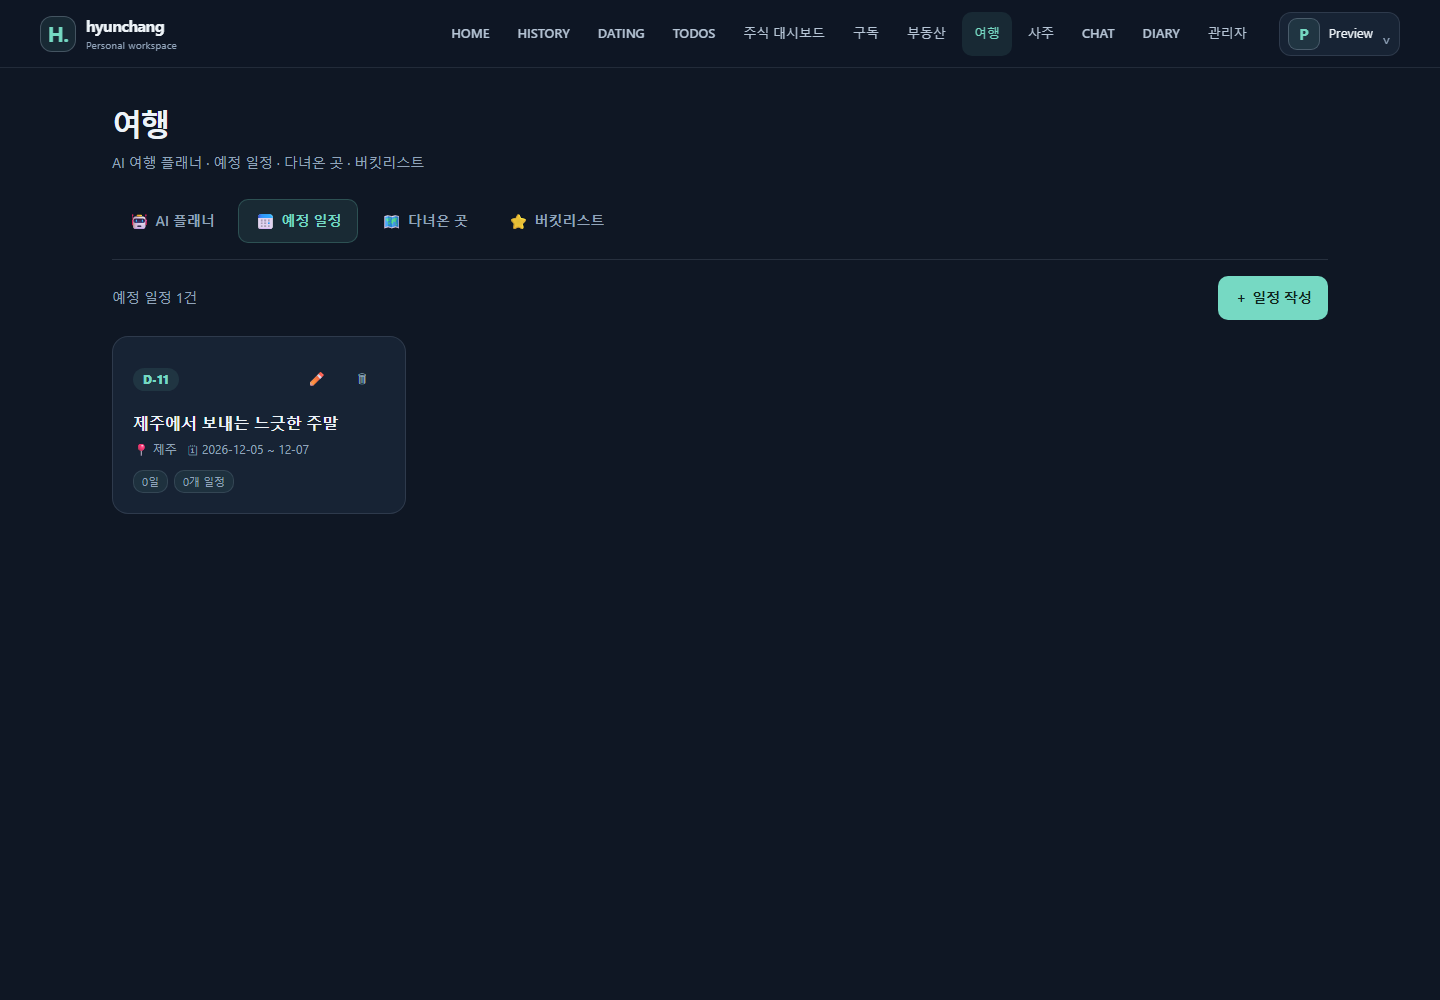 H. hyunchang
Personal workspace
HOME HISTORY DATING TODOS 주식 대시보드 구독 부동산 여행 사주 CHAT DIARY 관리자 P Preview v
여행
AI 여행 플래너 · 예정 일정 · 다녀온 곳 · 버킷리스트
AI 플래너 예정 일정 다녀온 곳 버킷리스트
예정 일정 1건
+ 일정 작성
D-11
제주에서 보내는 느긋한 주말
제주 2026-12-05 ~ 12-07
0일 0개 일정